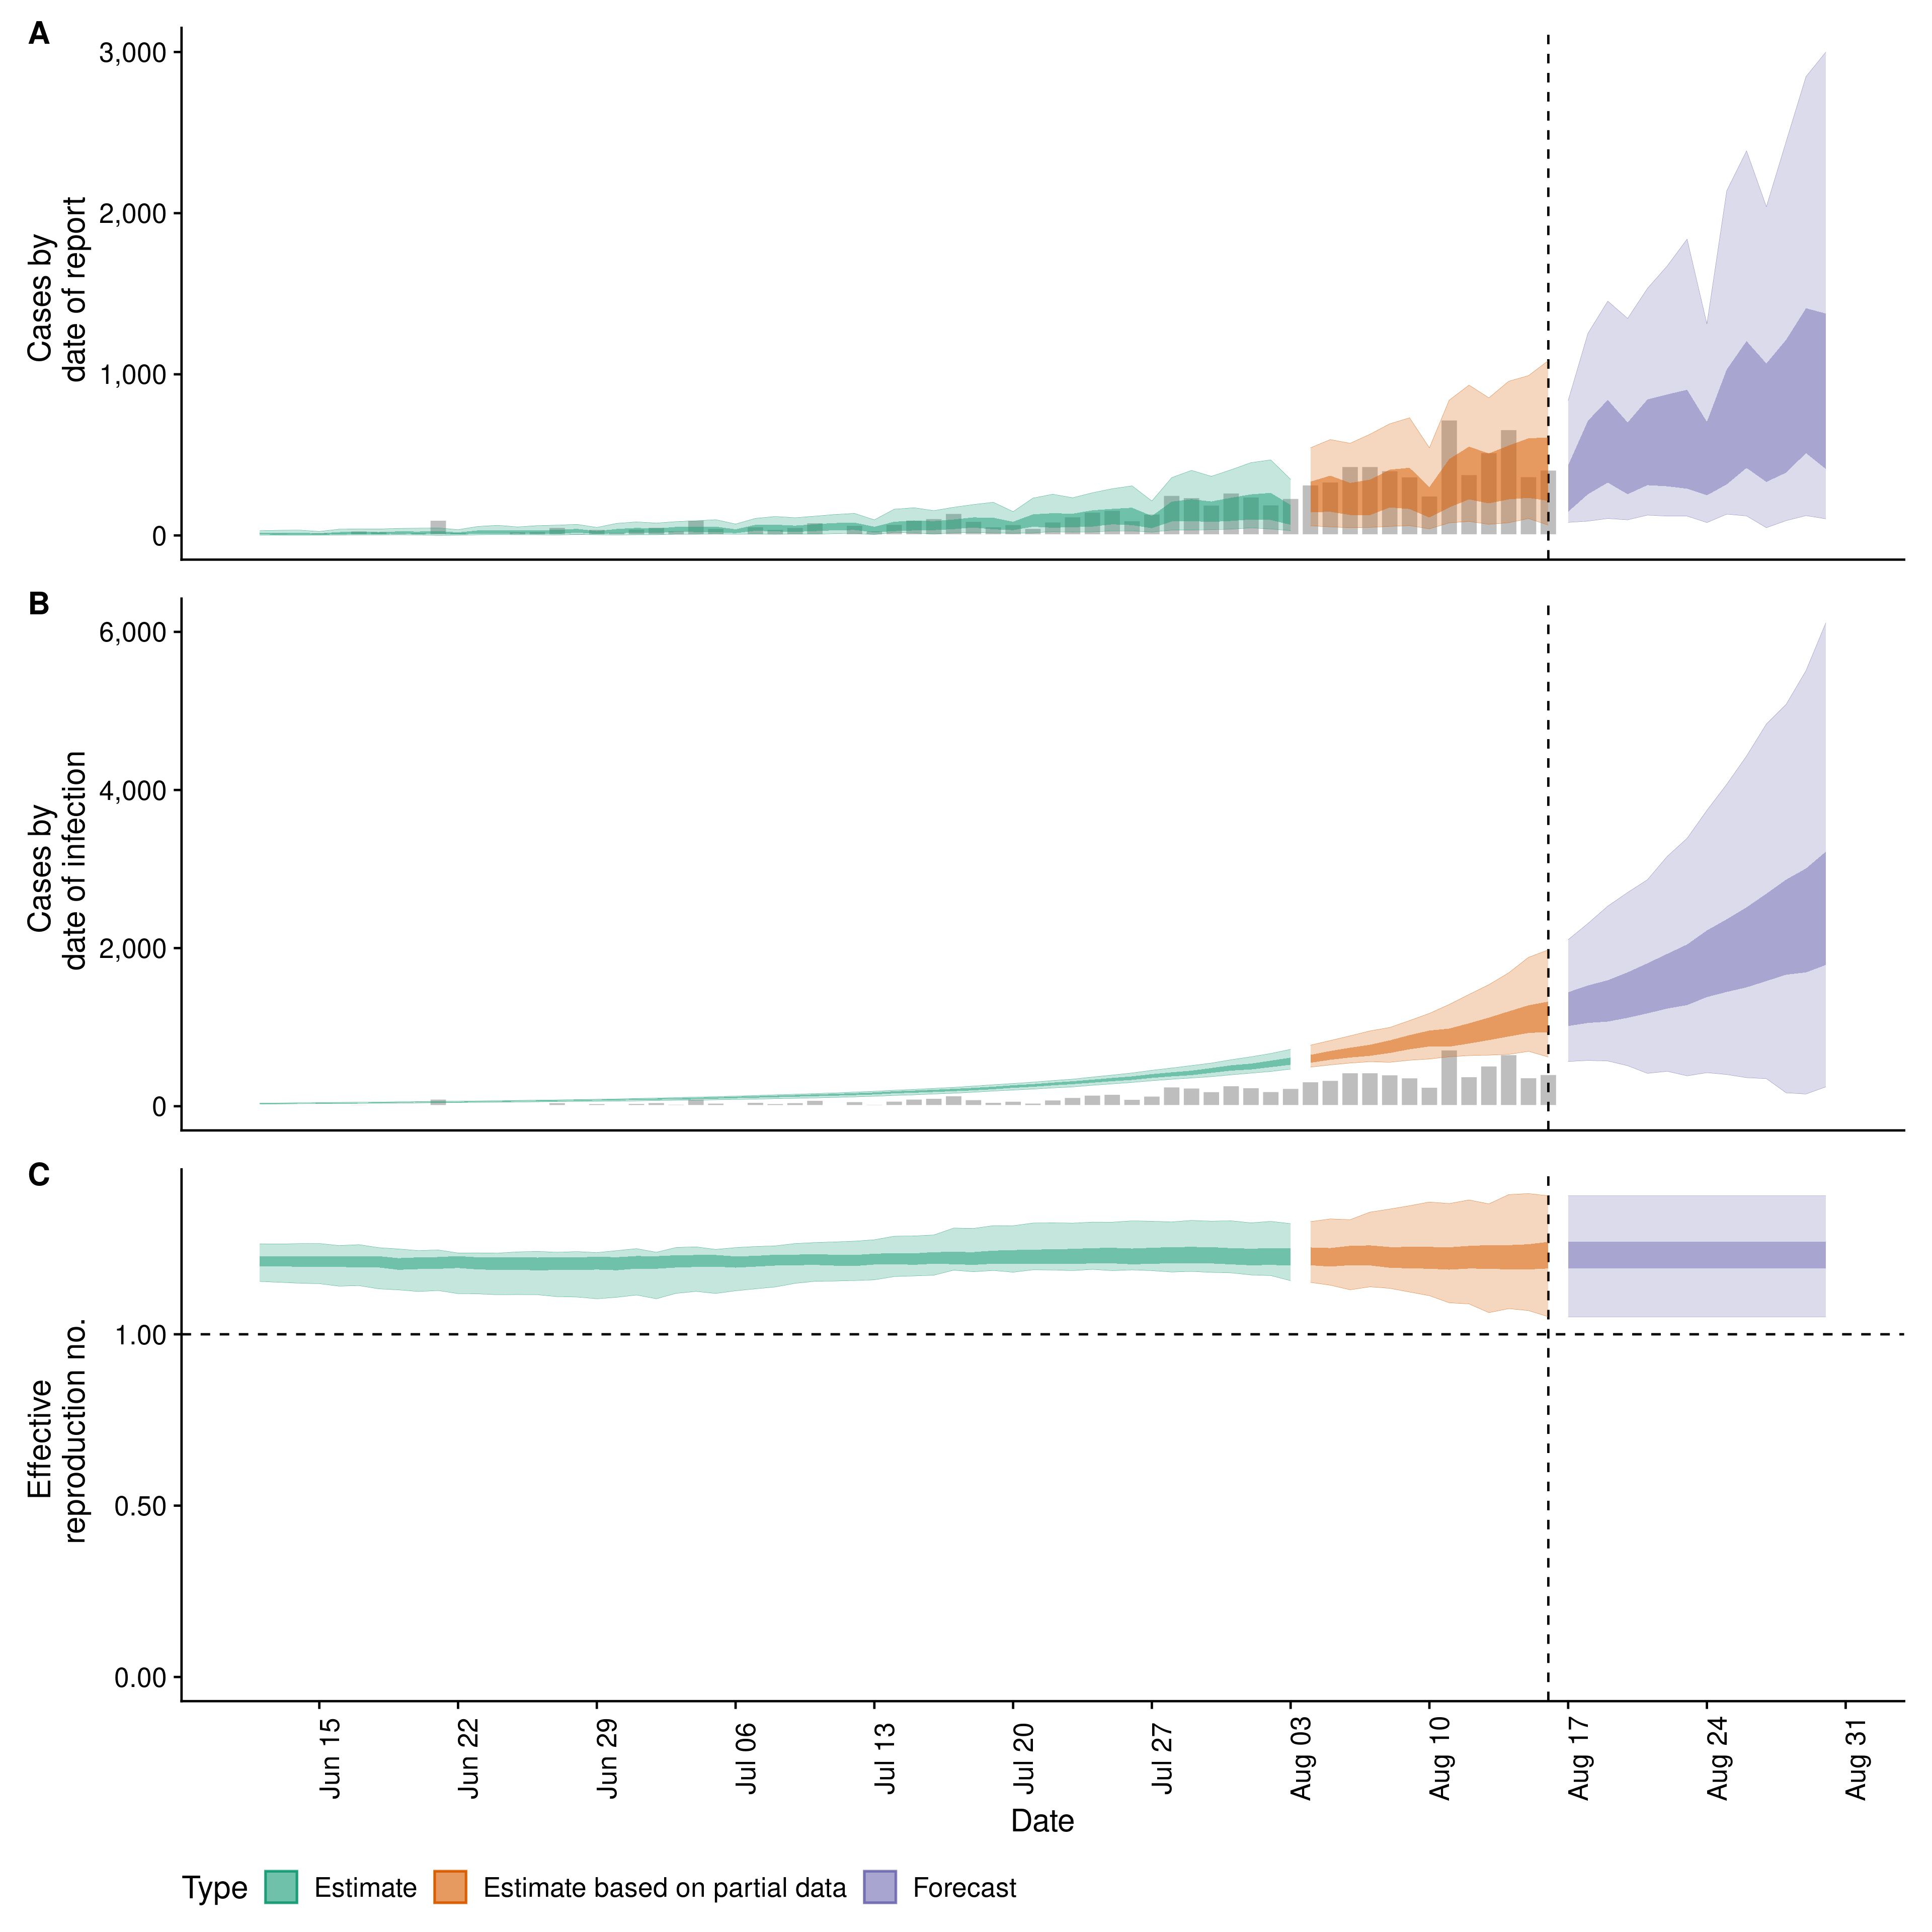 A
3,000
2,000
1,000
0
Cases by
date of report
B
6,000
4,000
2,000
0
Cases by
date of infection
C
1.00
0.50
0.00
Effective
reproduction no.
Jun 15
Jun 22
Jun 29
Jul 06
Jul 13
Jul 20
Jul 27
Aug 03
Aug 10
Aug 17
Aug 24
Aug 31
Date
Type Estimate Estimate based on partial data Forecast